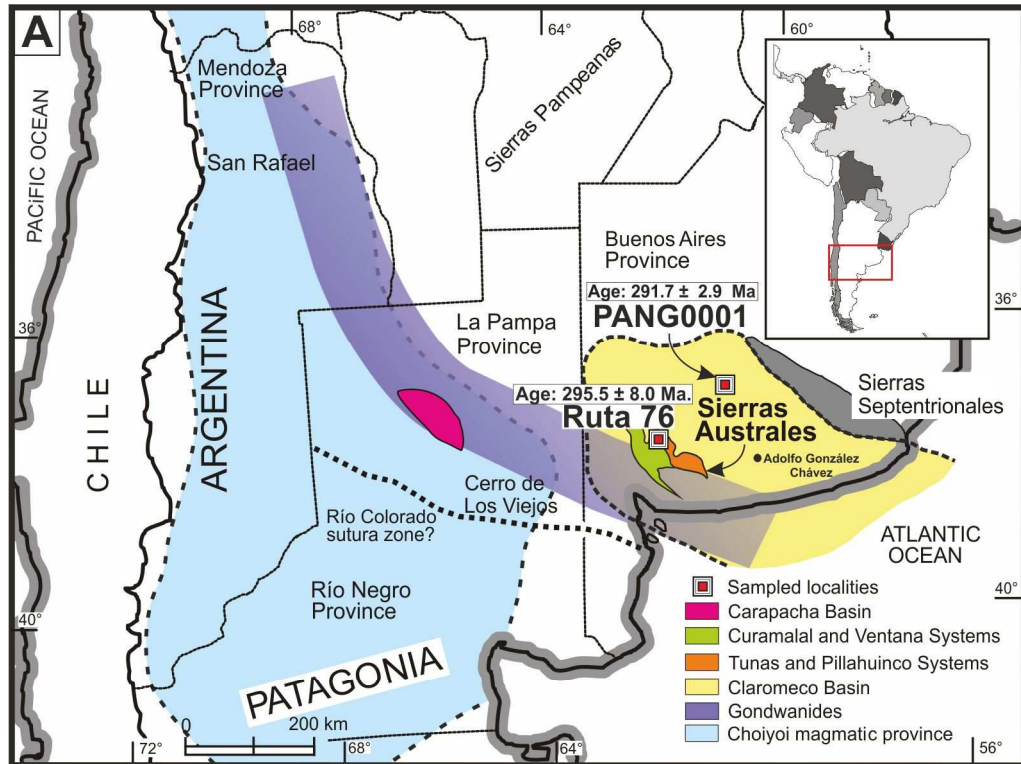 A
68°
64°
60°
Mendoza
Province
Sierras Pampeanas
PACiFIC OCEAN
San Rafael
Buenos Aires
Province
Age: 291.7 ± 2.9 Ma
PANG0001
36°
36°
La Pampa
Province
ARGENTINA
CHILE
Age: 295.5 ± 8.0 Ma.
Ruta 76
Sierras
Australes
Sierras
Septentrionales
Adolfo González
Chávez
Cerro de
Los Viejos
Río Colorado
sutura zone?
ATLANTIC
OCEAN
Río Negro
Province
40°
40°
PATAGONIA
0
200 km
Sampled localities
Carapacha Basin
Curamalal and Ventana Systems
Tunas and Pillahuinco Systems
Claromeco Basin
Gondwanides
Choiyoi magmatic province
72°
68°
64°
56°